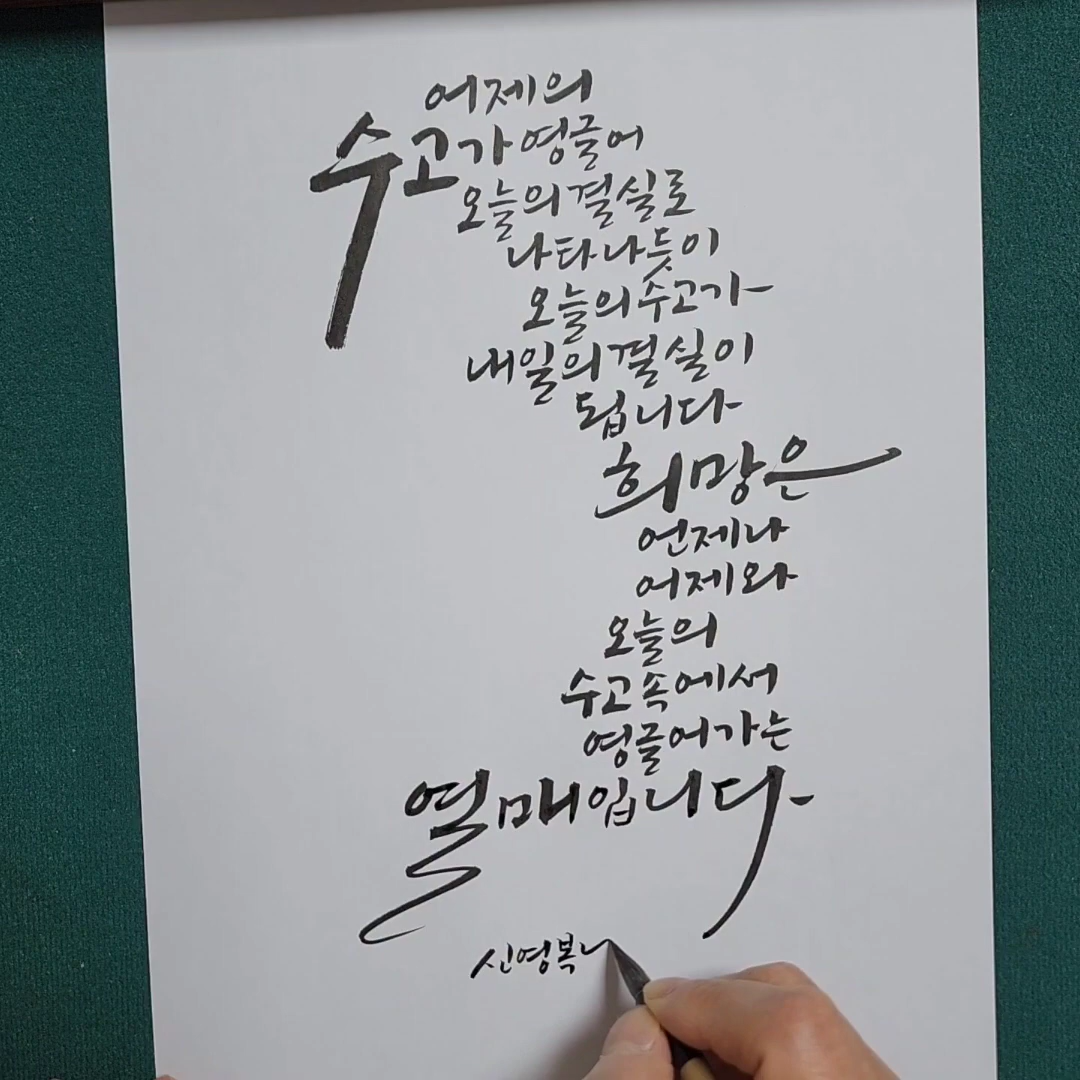 어제의
수고가 영글어
오늘의 결실로
나타나듯이
오늘의 수고가
내일의 결실이
됩니다
희망은
언제나
어제와
오늘의
수고속에서
영글어가는
열매입니다
신영복